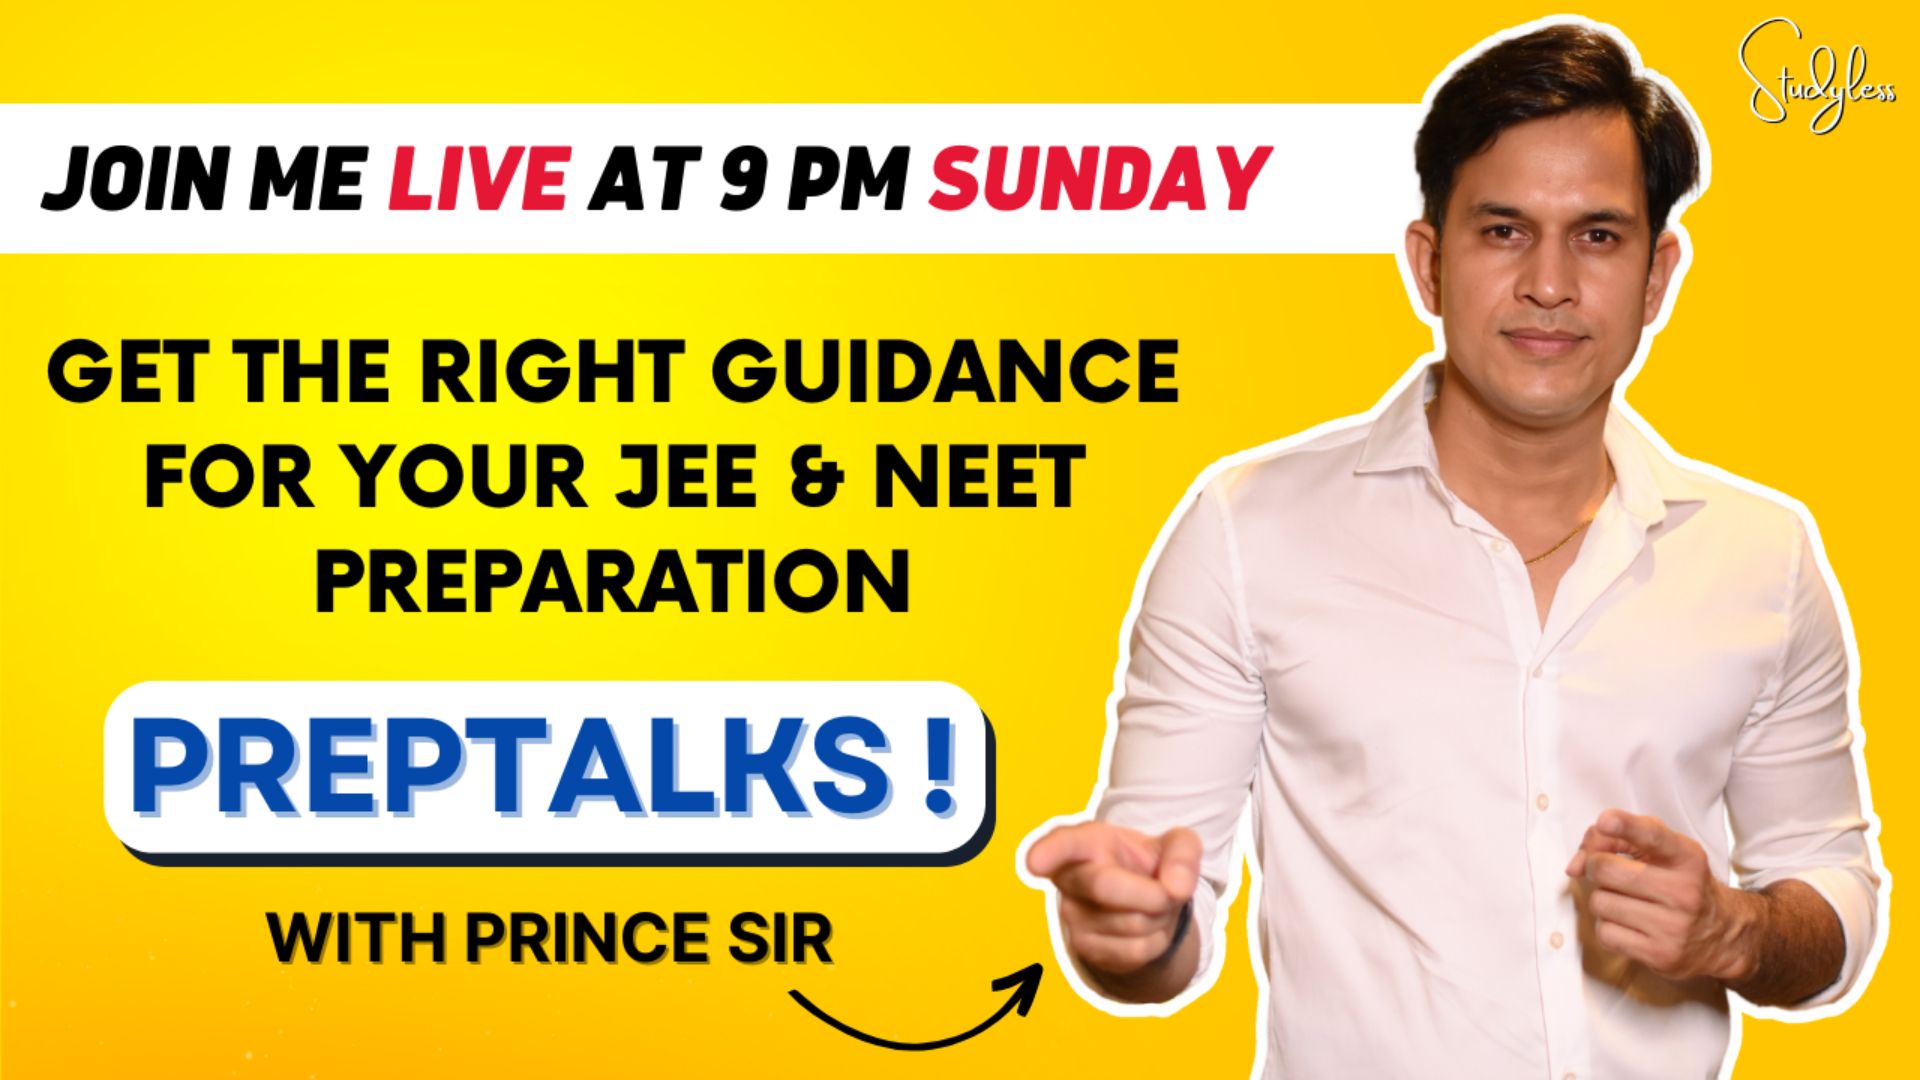 JOIN ME LIVE AT 9 PM SUNDAY
Studyless
GET THE RIGHT GUIDANCE
FOR YOUR JEE & NEET
PREPARATION
PREPTALKS !
WITH PRINCE SIR